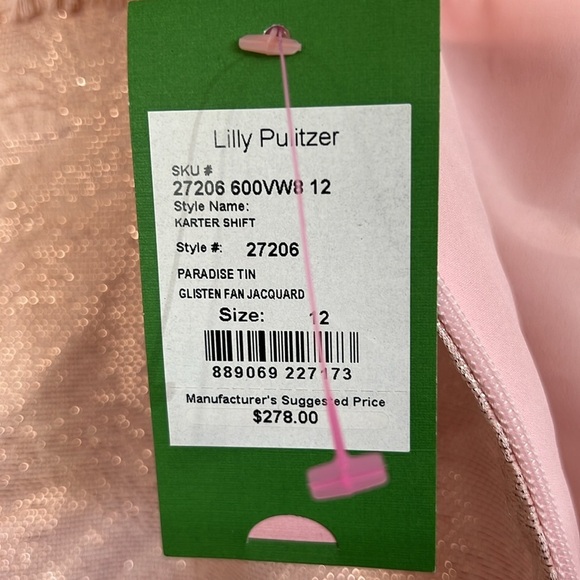 Lilly Pulitzer
SKU #
27206 600VW8 12
Style Name:
KARTER SHIFT
Style #: 27206
PARADISE TIN
GLISTEN FAN JACQUARD
Size: 12
889069 227173
Manufacturer's Suggested Price
$278.00